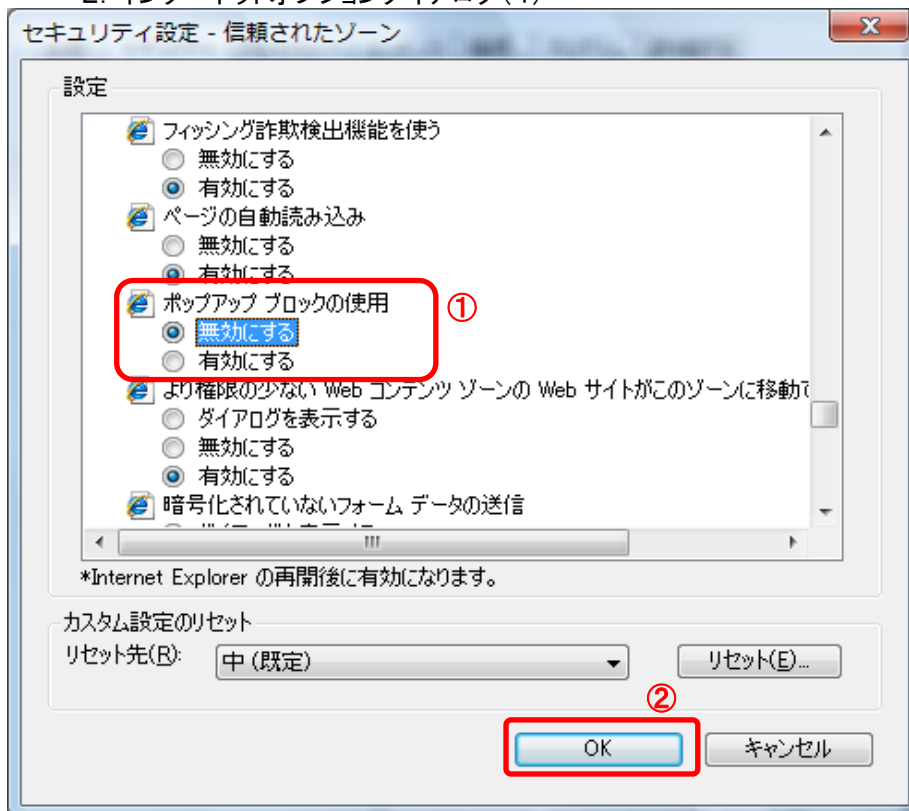 セキュリティ設定 - 信頼されたゾーン
設定
フィッシング詐欺検出機能を使う
無効にする
有効にする
ページの自動読み込み
無効にする
有効にする
ポップアップ ブロックの使用
①
無効にする
有効にする
より権限の少ない Web コンテンツ ゾーンの Web サイトがこのゾーンに移動で
ダイアログを表示する
無効にする
有効にする
暗号化されていないフォーム データの送信
*Internet Explorer の再開後に有効になります。
カスタム設定のリセット
リセット先(R):
中 (既定)
リセット(E)...
②
OK
キャンセル